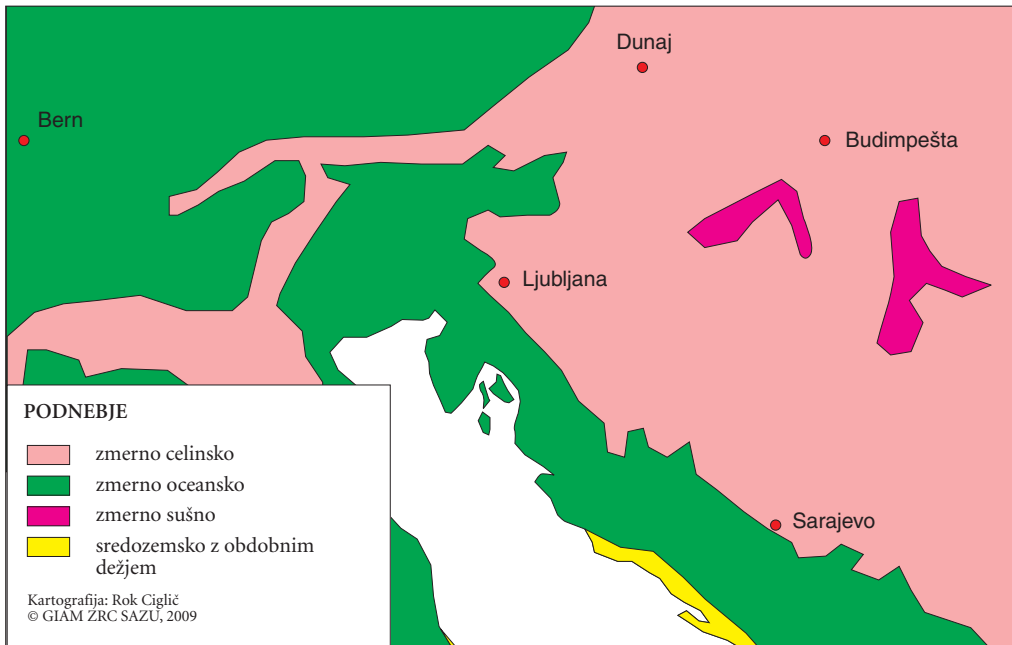 Dunaj
Bern
Budimpešta
Ljubljana
Sarajevo
PODNEBJE
zmerno celinsko
zmerno oceansko
zmerno sušno
sredozemsko z obdobnim
dežjem
Kartografija: Rok Ciglič
© GIAM ZRC SAZU, 2009